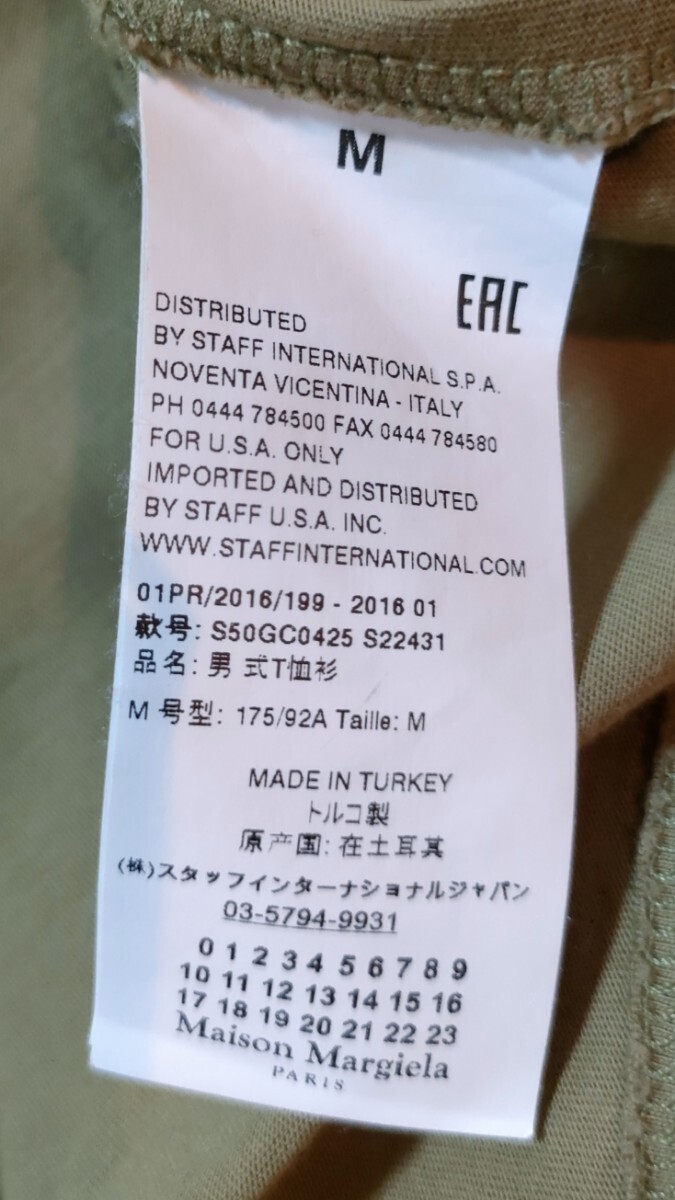 M
EAC
DISTRIBUTED
BY STAFF INTERNATIONAL S.P.A.
NOVENTA VICENTINA - ITALY
PH 0444 784500 FAX 0444 784580
FOR U.S.A. ONLY
IMPORTED AND DISTRIBUTED
BY STAFF U.S.A. INC.
WWW.STAFFINTERNATIONAL.COM
01PR/2016/199 - 2016 01
款号: S50GC0425 S22431
品名: 男 式T恤衫
M 号型: 175/92A Taille: M
MADE IN TURKEY
トルコ製
原产国: 在土耳其
(株)スタッフインターナショナルジャパン
03-5794-9931
0 1 2 3 4 5 6 7 8 9
10 11 12 13 14 15 16
17 18 19 20 21 22 23
Maison Margiela
PARIS